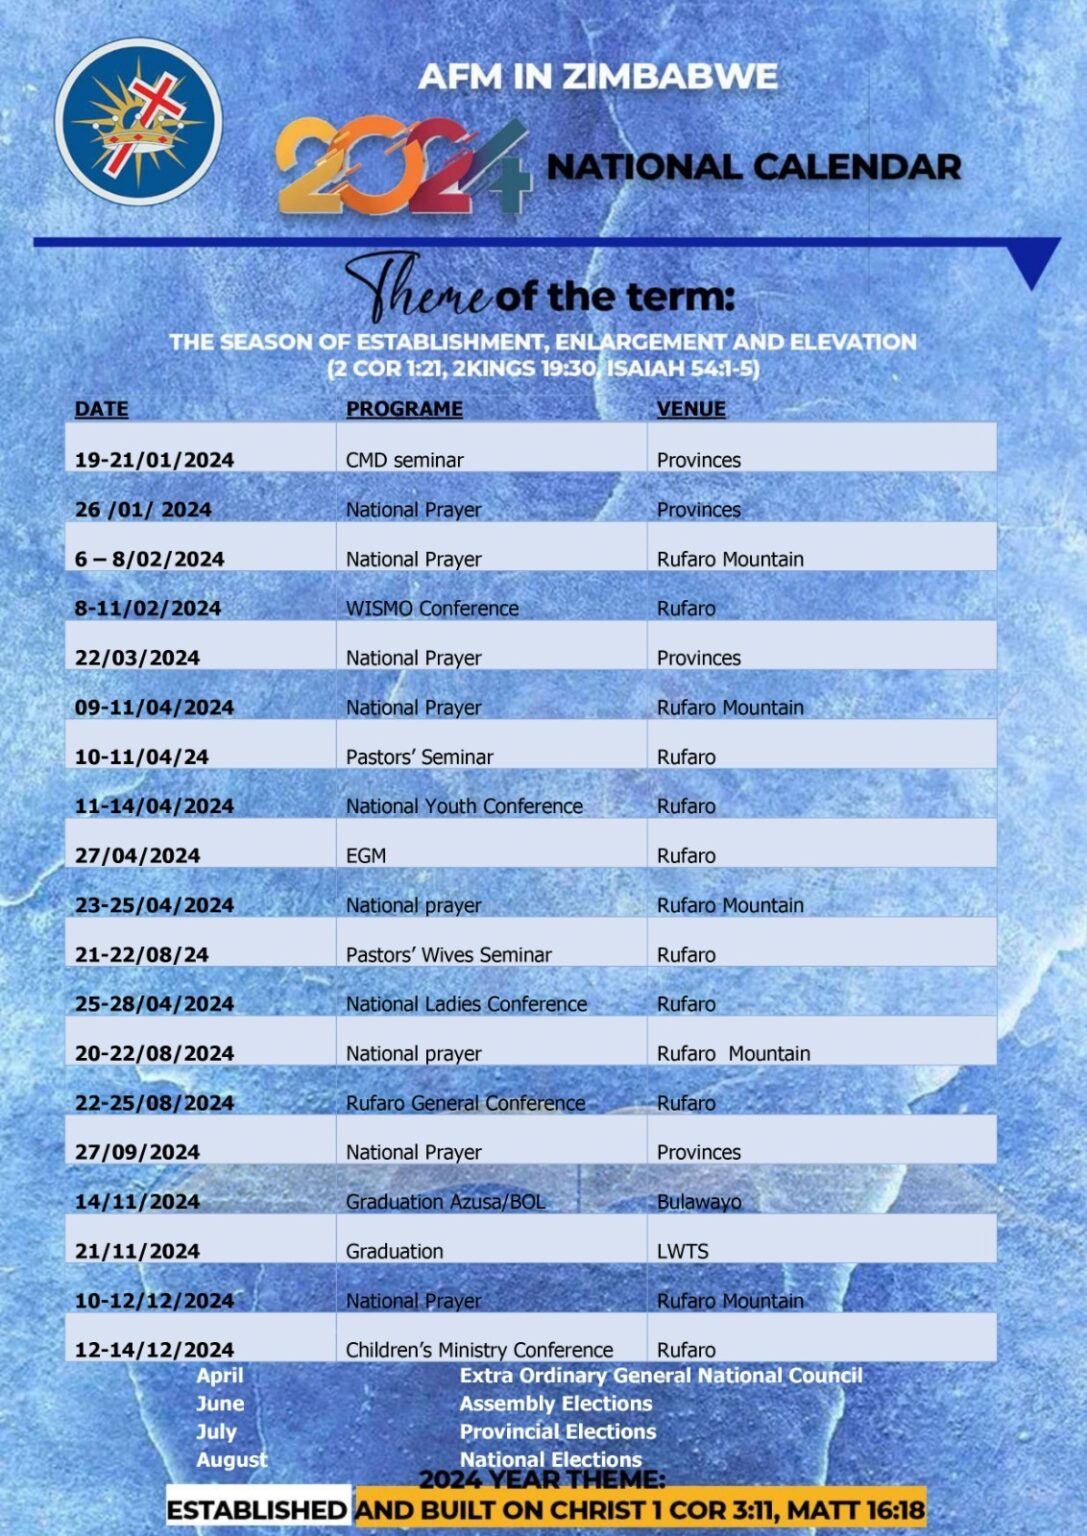 AFM IN ZIMBABWE
2024 NATIONAL CALENDAR
Theme of the term:
THE SEASON OF ESTABLISHMENT, ENLARGEMENT AND ELEVATION
(2 COR 1:21, 2KINGS 19:30, ISAIAH 54:1-5)
DATE PROGRAME VENUE
19-21/01/2024 CMD seminar Provinces
26 /01/ 2024 National Prayer Provinces
6 – 8/02/2024 National Prayer Rufaro Mountain
8-11/02/2024 WISMO Conference Rufaro
22/03/2024 National Prayer Provinces
09-11/04/2024 National Prayer Rufaro Mountain
10-11/04/24 Pastors’ Seminar Rufaro
11-14/04/2024 National Youth Conference Rufaro
27/04/2024 EGM Rufaro
23-25/04/2024 National prayer Rufaro Mountain
21-22/08/24 Pastors’ Wives Seminar Rufaro
25-28/04/2024 National Ladies Conference Rufaro
20-22/08/2024 National prayer Rufaro  Mountain
22-25/08/2024 Rufaro General Conference Rufaro
27/09/2024 National Prayer Provinces
14/11/2024 Graduation Azusa/BOL Bulawayo
21/11/2024 Graduation LWTS
10-12/12/2024 National Prayer Rufaro Mountain
12-14/12/2024 Children’s Ministry Conference Rufaro
April Extra Ordinary General National Council
June Assembly Elections
July Provincial Elections
August National Elections
2024 YEAR THEME:
ESTABLISHED AND BUILT ON CHRIST 1 COR 3:11, MATT 16:18